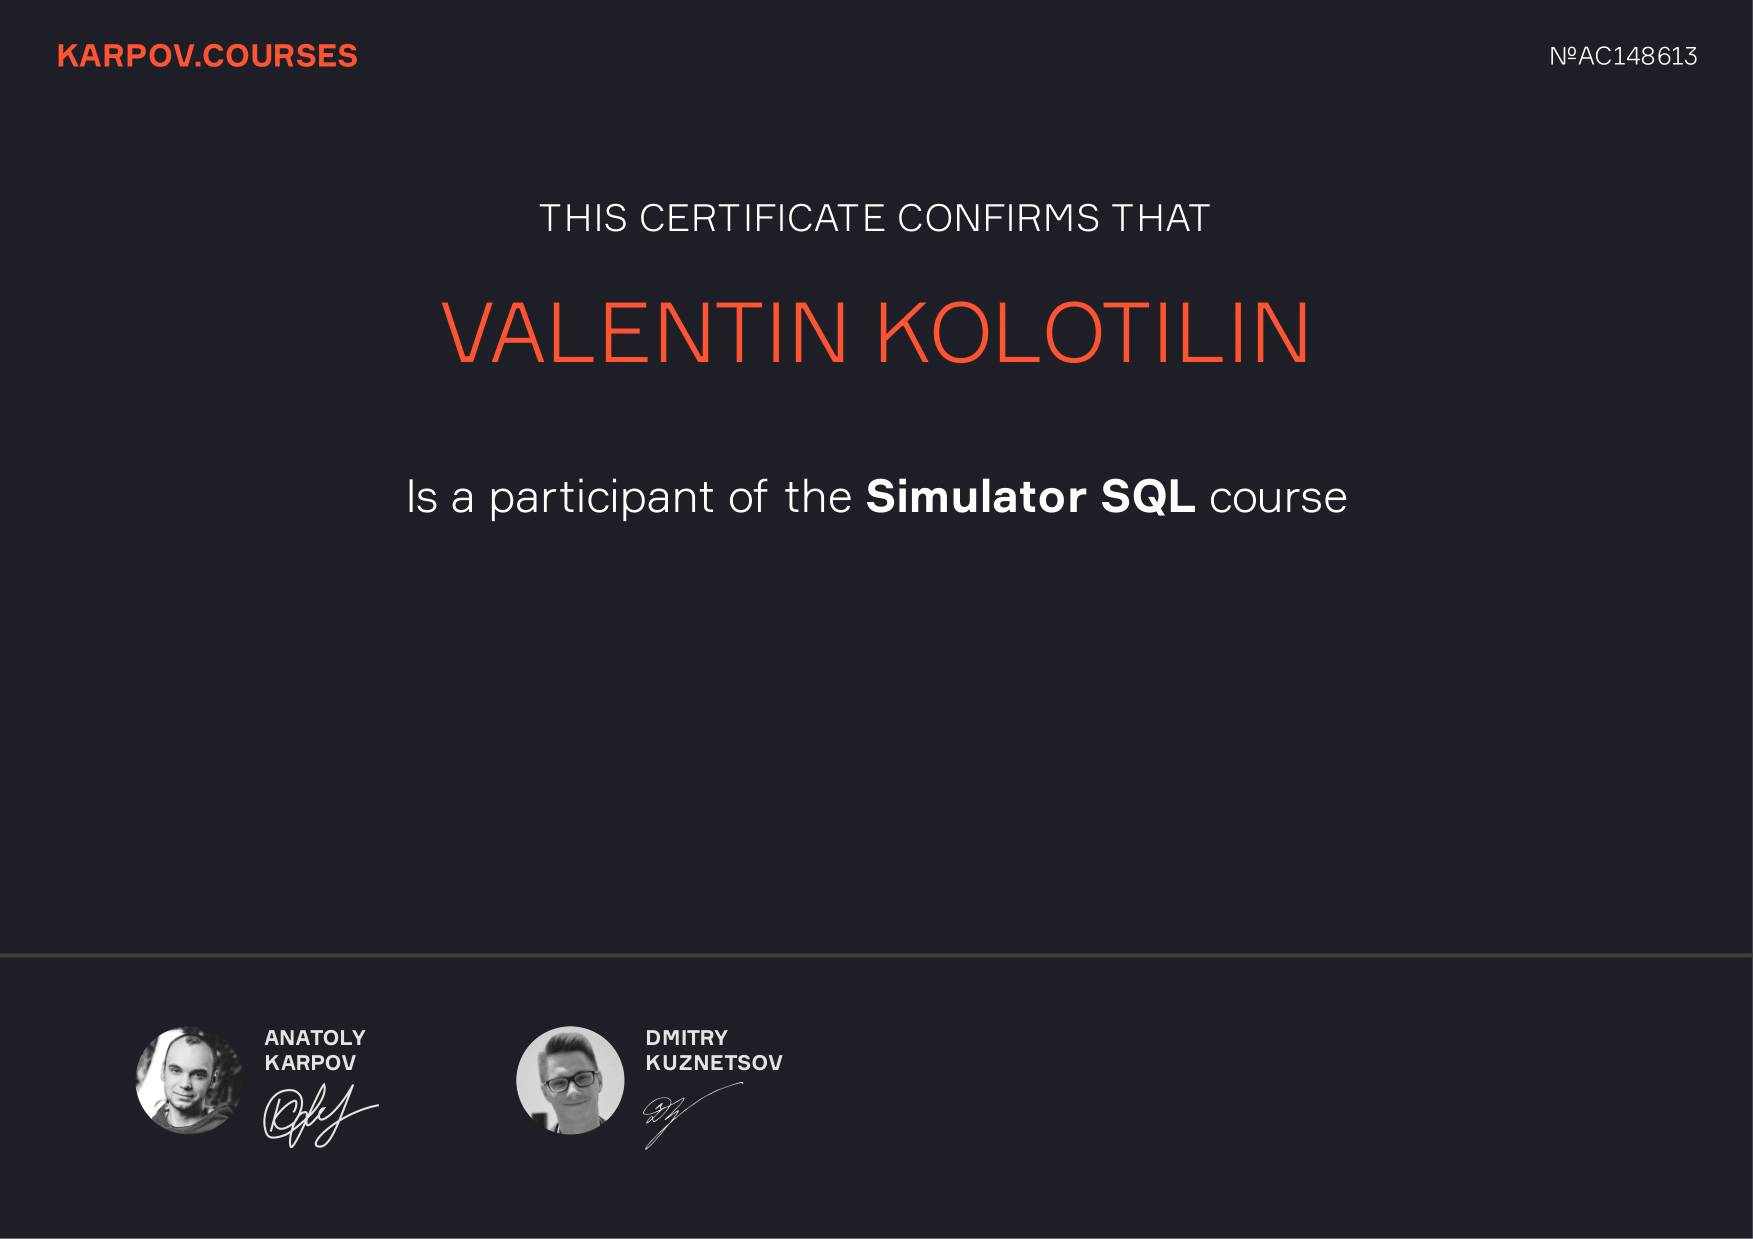 KARPOV.COURSES
№AC148613
THIS CERTIFICATE CONFIRMS THAT
VALENTIN KOLOTILIN
Is a participant of the Simulator SQL course
ANATOLY
KARPOV
DMITRY
KUZNETSOV